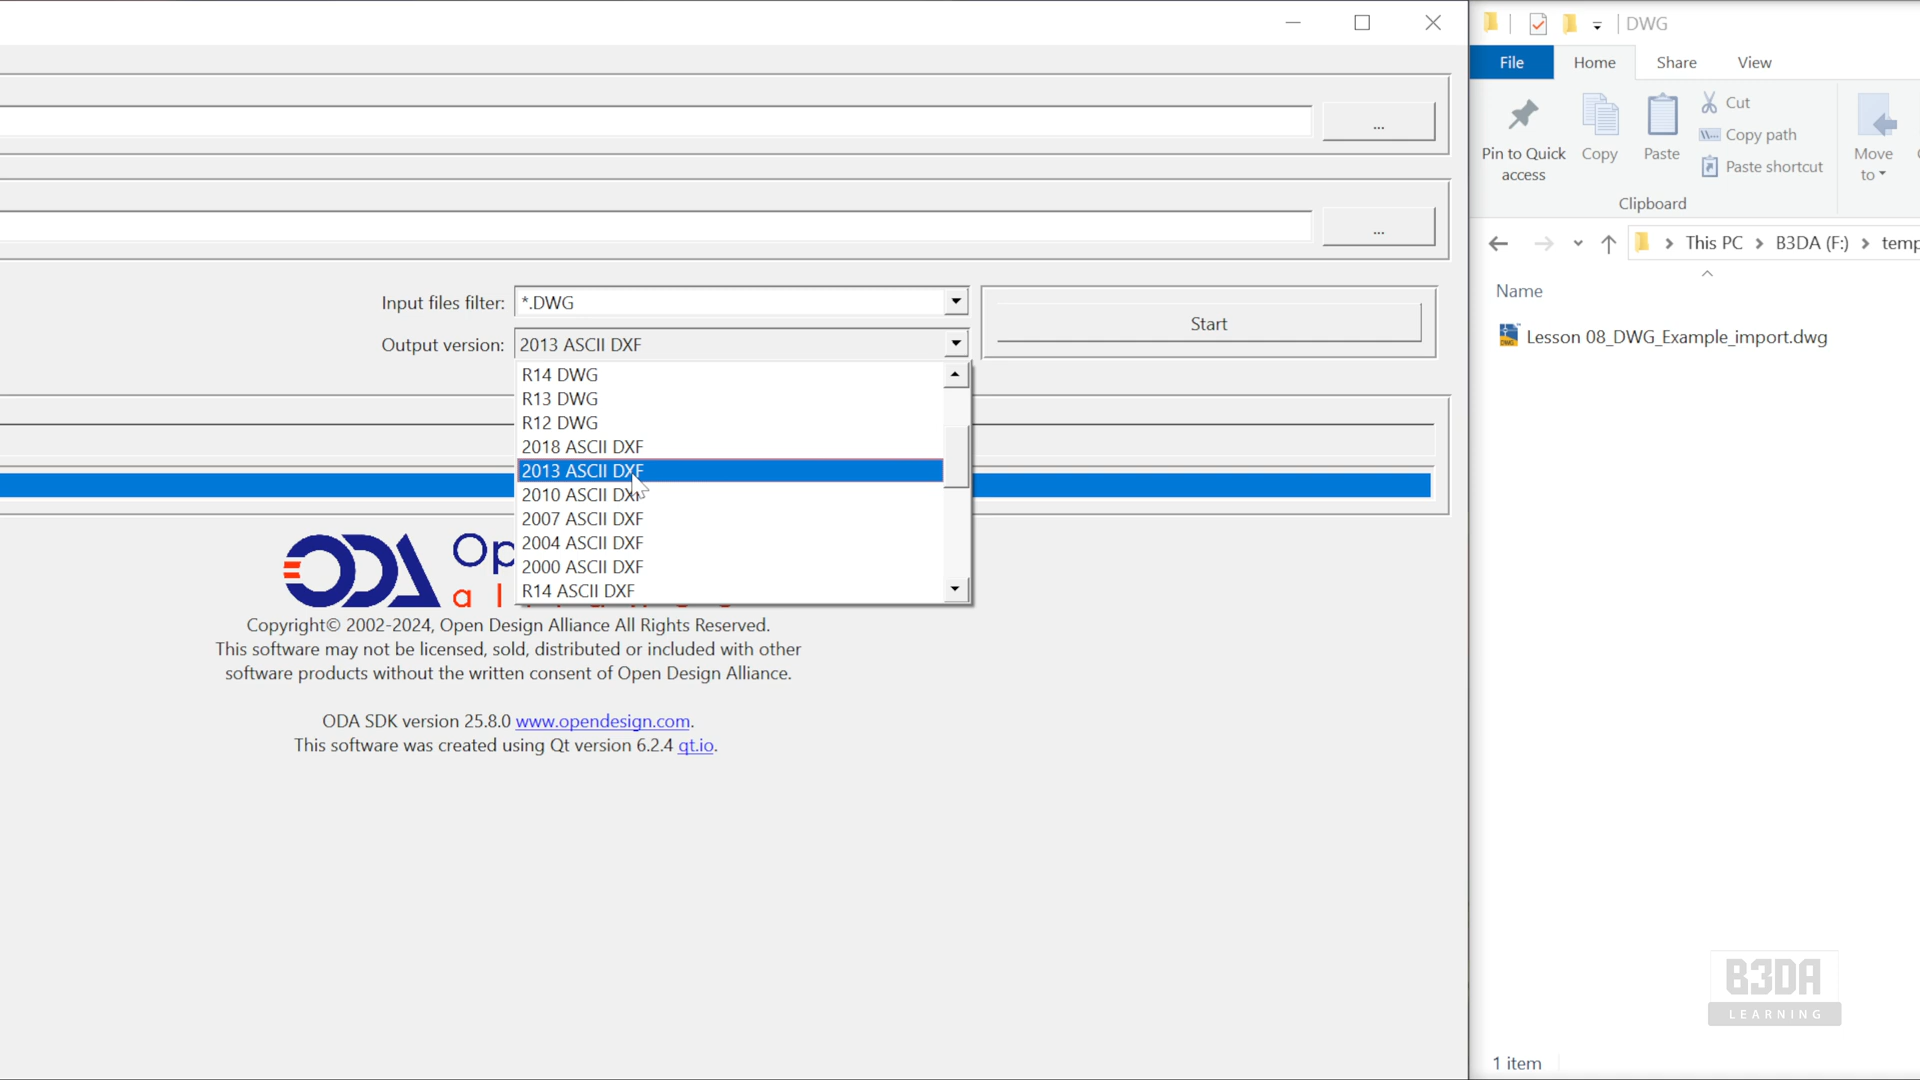 ...
...
Input files filter: *.DWG
Output version: 2013 ASCII DXF
Start
R14 DWG
R13 DWG
R12 DWG
2018 ASCII DXF
2013 ASCII DXF
2010 ASCII DXF
2007 ASCII DXF
2004 ASCII DXF
2000 ASCII DXF
R14 ASCII DXF
ODA
Op
Copyright© 2002-2024, Open Design Alliance All Rights Reserved.
This software may not be licensed, sold, distributed or included with other
software products without the written consent of Open Design Alliance.
ODA SDK version 25.8.0 www.opendesign.com.
This software was created using Qt version 6.2.4 qt.io.
DWG
File Home Share View
Pin to Quick
access
Copy
Paste
Cut
Copy path
Paste shortcut
Move
to
Clipboard
This PC > B3DA (F:) > temp
Name
Lesson 08_DWG_Example_import.dwg
B3DA
LEARNING
1 item